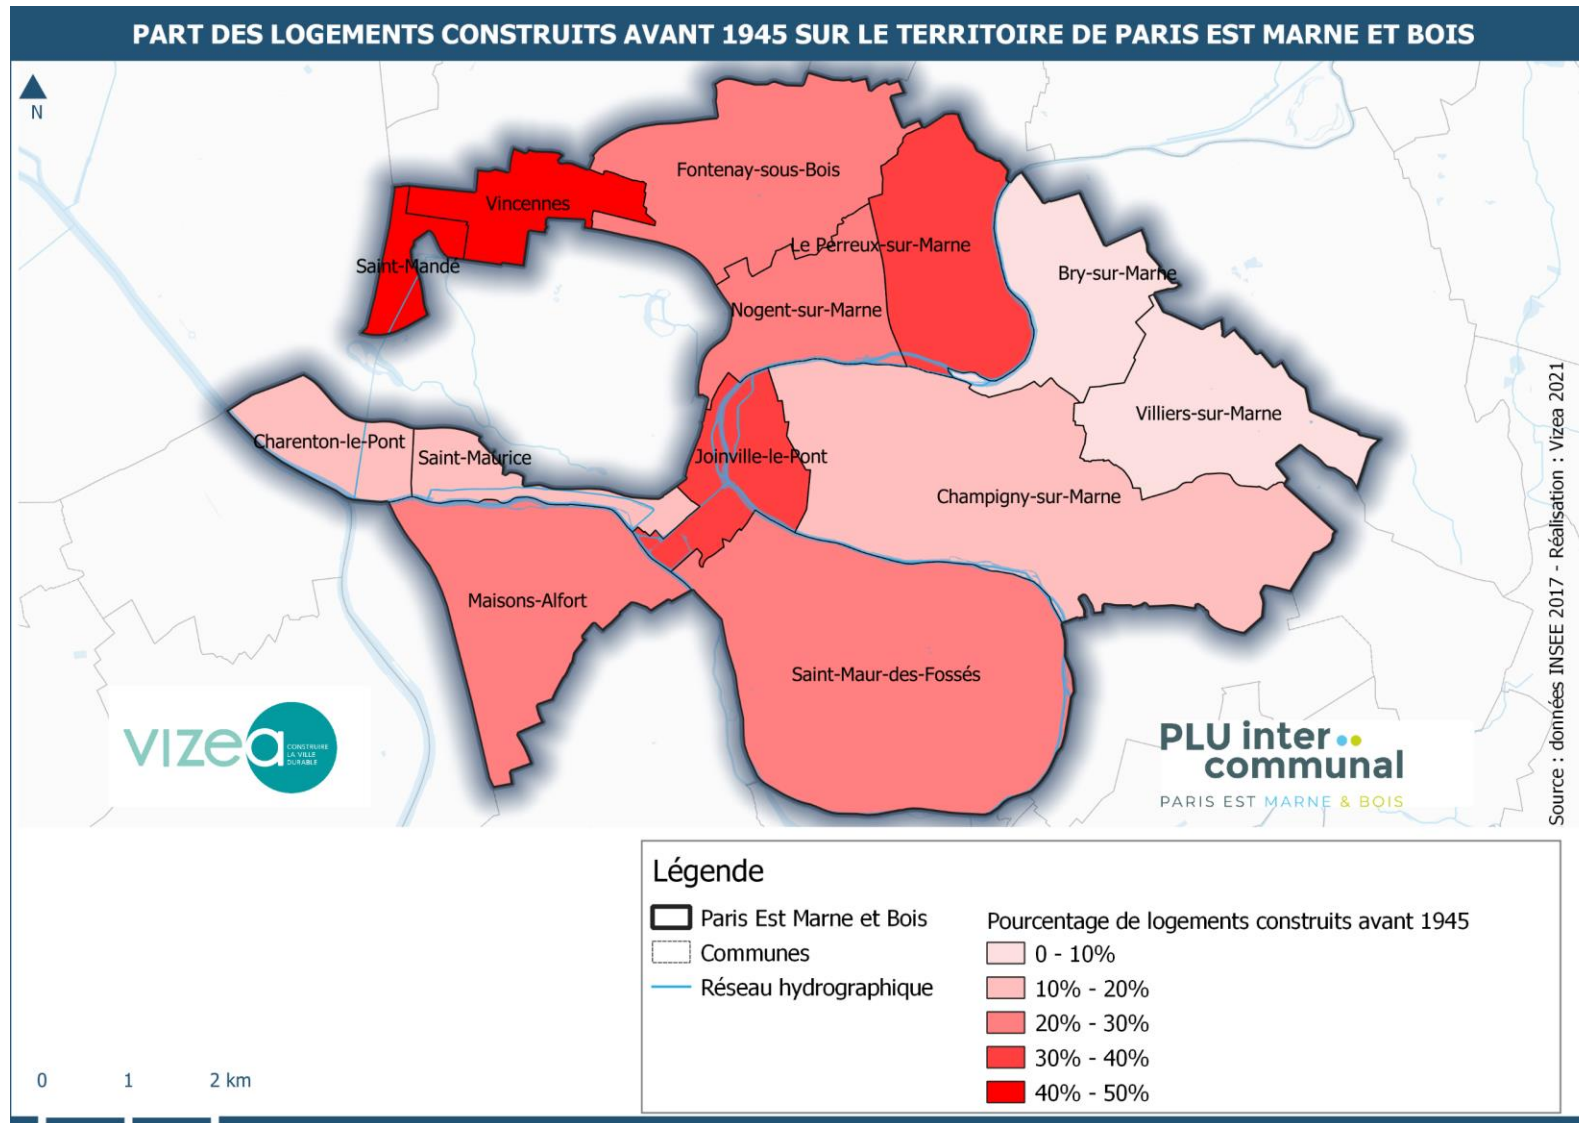 PART DES LOGEMENTS CONSTRUITS AVANT 1945 SUR LE TERRITOIRE DE PARIS EST MARNE ET BOIS
N
Fontenay-sous-Bois
Vincennes
Le Perreux-sur-Marne
Saint-Mandé
Bry-sur-Marne
Nogent-sur-Marne
Villiers-sur-Marne
Charenton-le-Pont
Saint-Maurice
Joinville-le-Pont
Champigny-sur-Marne
Maisons-Alfort
Saint-Maur-des-Fossés
vizea
CONSTRUIRE
LA VILLE
DURABLE
PLU inter
communal
PARIS EST MARNE & BOIS
Source : données INSEE 2017 - Réalisation : Vizea 2021
Légende
Paris Est Marne et Bois
Communes
Réseau hydrographique
Pourcentage de logements construits avant 1945
0 - 10%
10% - 20%
20% - 30%
30% - 40%
40% - 50%
0 1 2 km